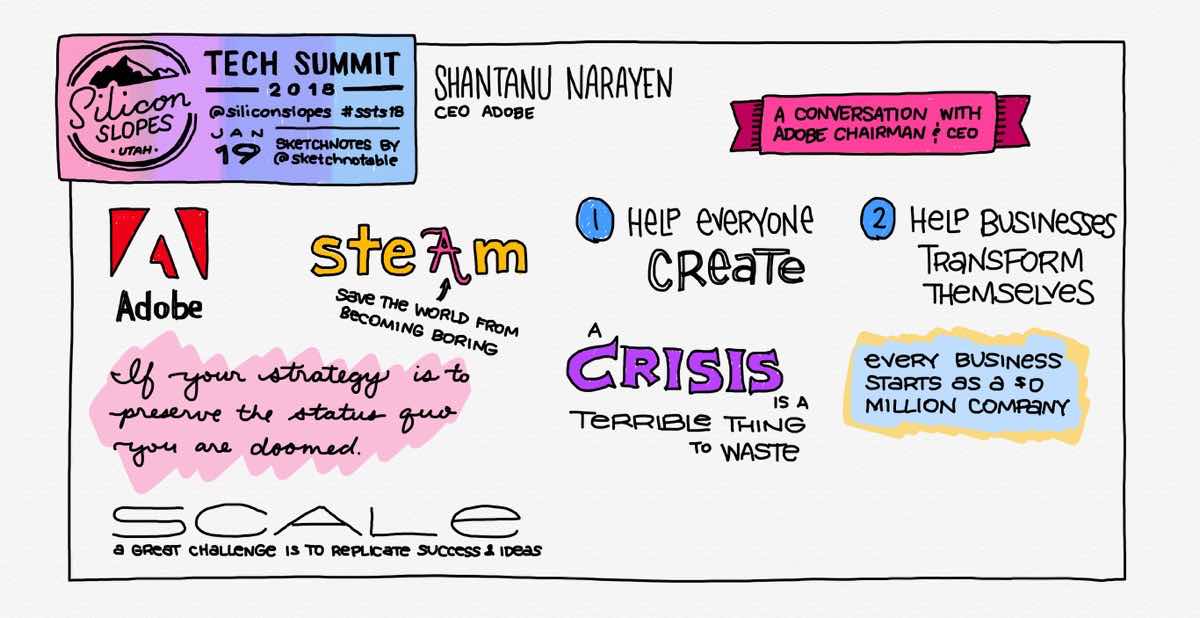 Silicon
SLOPES
• UTAH •
TECH SUMMIT
2018
@siliconslopes #ssts18
JAN
19
SKETCHNOTES BY
@sketchnotable
SHANTANU NARAYEN
CEO ADOBE
A CONVERSATION WITH
ADOBE CHAIRMAN & CEO
Adobe
steAm
SAVE THE WORLD FROM
BECOMING BORING
1 HELP EVERYONE
CREATE
2 HELP BUSINESSES
TRANSFORM
THEMSELVES
If your strategy is to
preserve the status quo
you are doomed.
A
CRISIS
IS A
TERRIBLE THING
TO WASTE
EVERY BUSINESS
STARTS AS A $0
MILLION COMPANY
SCALE
A GREAT CHALLENGE IS TO REPLICATE SUCCESS & IDEAS